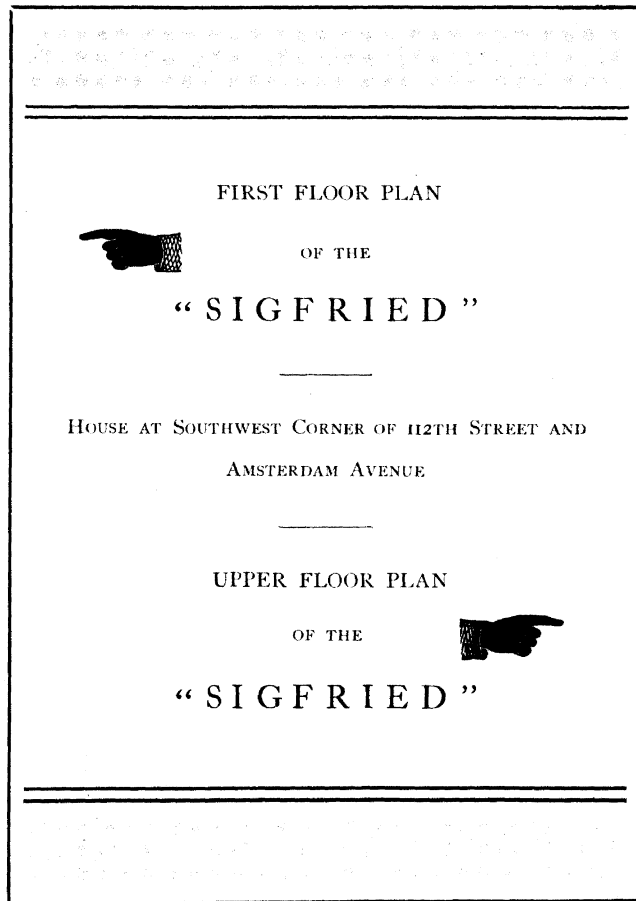 FIRST FLOOR PLAN
OF THE
“SIGFRIED”
HOUSE AT SOUTHWEST CORNER OF 112TH STREET AND
AMSTERDAM AVENUE
UPPER FLOOR PLAN
OF THE
“SIGFRIED”